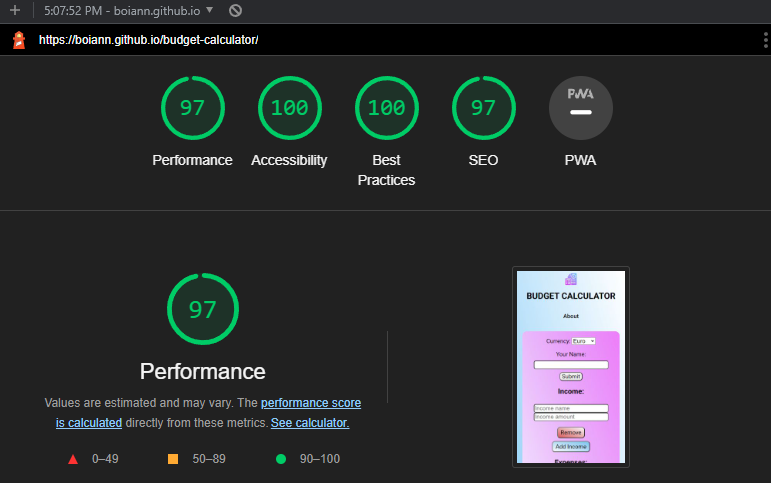 5:07:52 PM - boiann.github.io
https://boiann.github.io/budget-calculator/
97
100
100
97
PWA
Performance
Accessibility
Best
Practices
SEO
PWA
97
Performance
Values are estimated and may vary. The performance score
is calculated directly from these metrics. See calculator.
0–49
50–89
90–100
BUDGET CALCULATOR
About
Currency: Euro
Your Name:
Submit
Income:
Income name
Income amount
Remove
Add Income
Expenses: